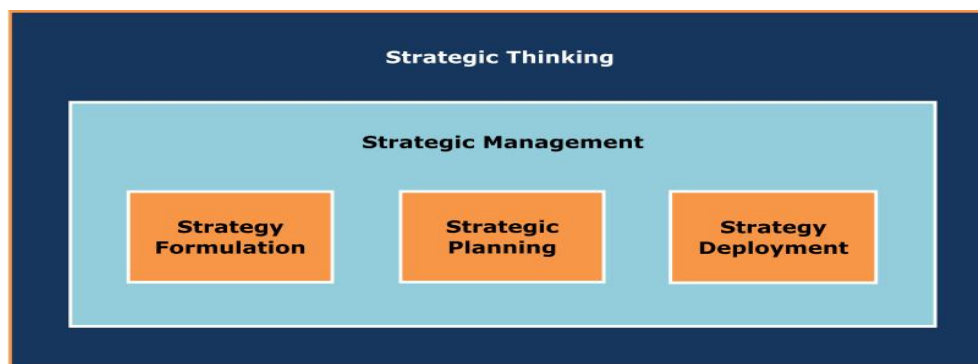 Strategic Thinking
Strategic Management
Strategy
Formulation
Strategic
Planning
Strategy
Deployment